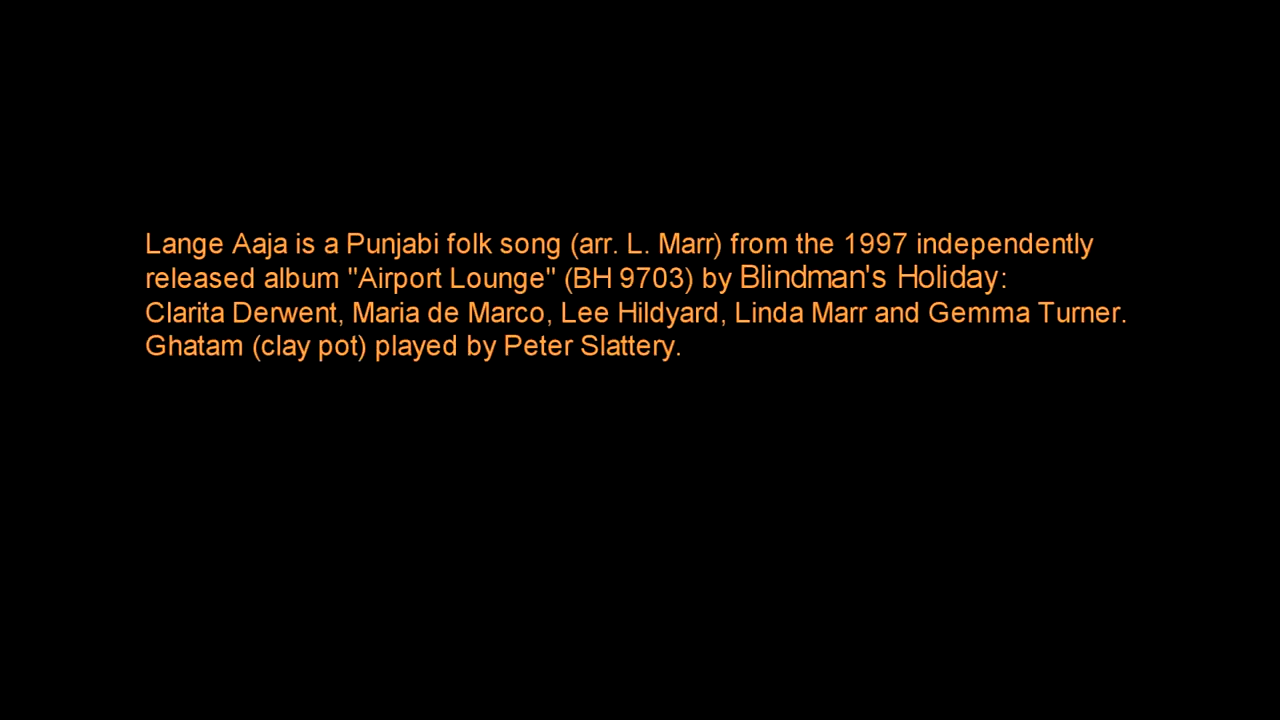 Lange Aaja is a Punjabi folk song (arr. L. Marr) from the 1997 independently
released album "Airport Lounge" (BH 9703) by Blindman's Holiday:
Clarita Derwent, Maria de Marco, Lee Hildyard, Linda Marr and Gemma Turner.
Ghatam (clay pot) played by Peter Slattery.